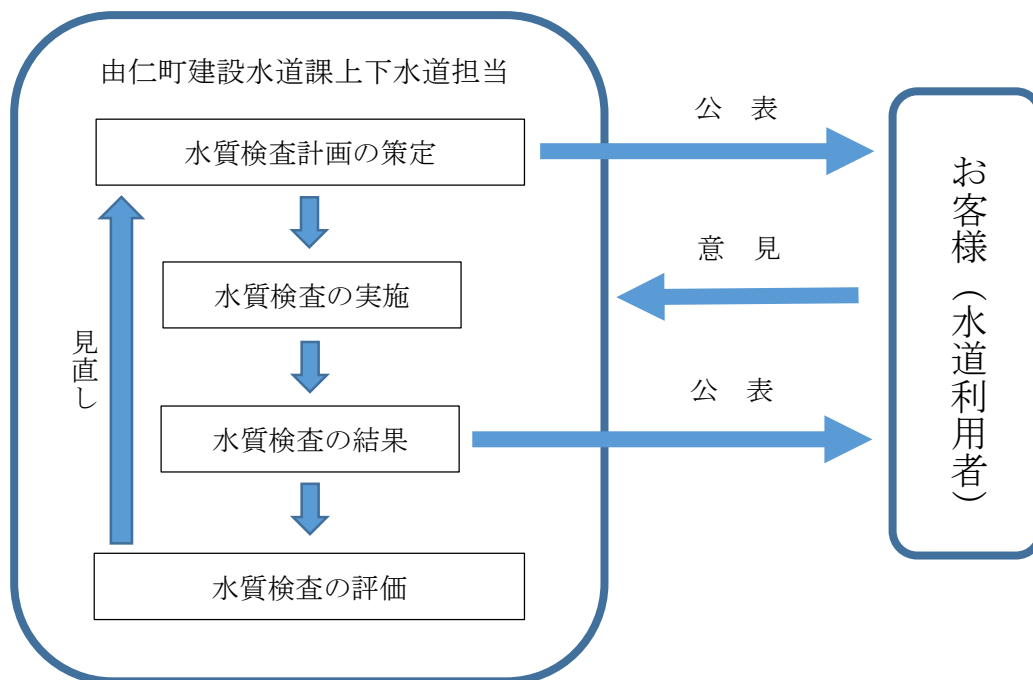 由仁町建設水道課上下水道担当
水質検査計画の策定
水質検査の実施
水質検査の結果
水質検査の評価
見直し
公　表
意　見
公　表
お客様（水道利用者）